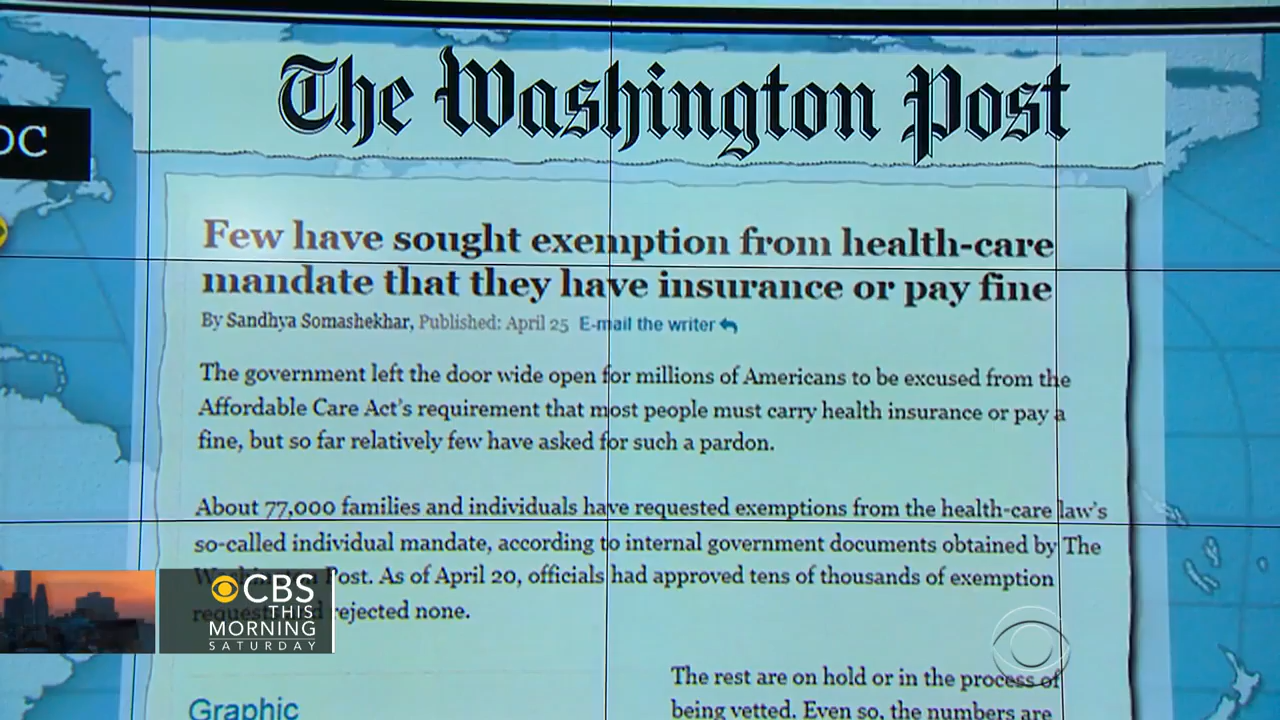 The Washington Post
DC
Few have sought exemption from health-care
mandate that they have insurance or pay fine
By Sandhya Somashekhar, Published: April 25 E-mail the writer
The government left the door wide open for millions of Americans to be excused from the
Affordable Care Act's requirement that most people must carry health insurance or pay a
fine, but so far relatively few have asked for such a pardon.
About 77,000 families and individuals have requested exemptions from the health-care law's
so-called individual mandate, according to internal government documents obtained by The
Washington Post. As of April 20, officials had approved tens of thousands of exemption
requests and rejected none.
CBS
THIS
MORNING
SATURDAY
The rest are on hold or in the process of
being vetted. Even so, the numbers are
Graphic